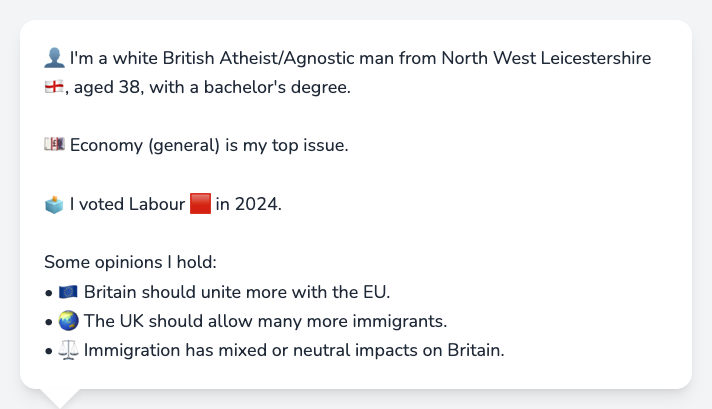 👤 I'm a white British Atheist/Agnostic man from North West Leicestershire
🏴󠁧󠁢󠁥󠁮󠁧󠁿, aged 38, with a bachelor's degree.
💷 Economy (general) is my top issue.
🗳️ I voted Labour 🟥 in 2024.
Some opinions I hold:
• 🇪🇺 Britain should unite more with the EU.
• 🌏 The UK should allow many more immigrants.
• ⚖️ Immigration has mixed or neutral impacts on Britain.